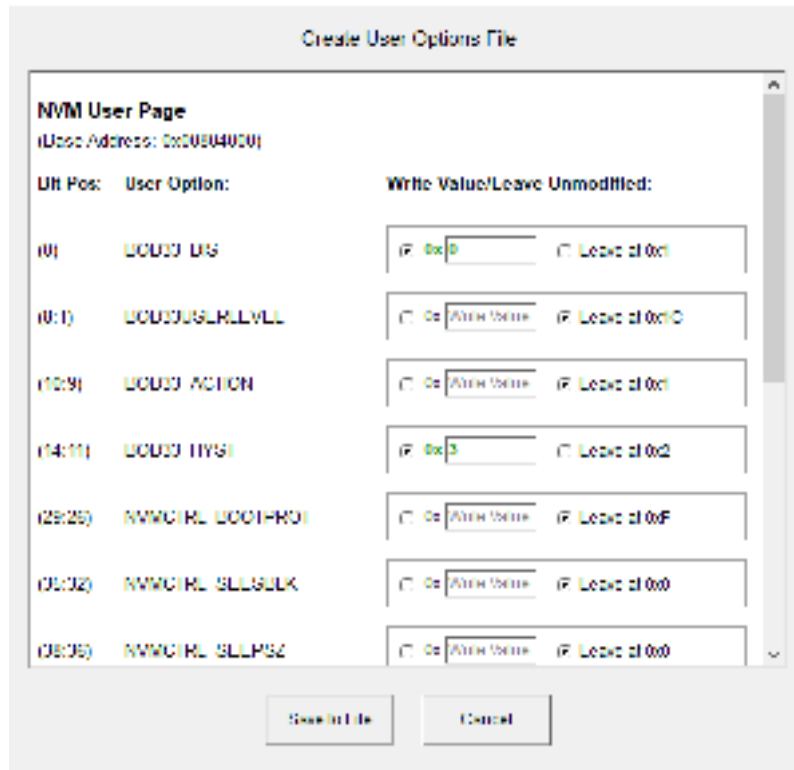 Create User Options File
NVM User Page
(Base Address: 0x00804000)
Bit Pos: User Option: Write Value/Leave Unmodified:
(0) BOD33_DIS 0x 0 Leave at 0x1
(8:1) BOD33USERLEVEL 0x Write Value Leave at 0x1C
(10:9) BOD33_ACTION 0x Write Value Leave at 0x1
(14:11) BOD33_HYST 0x 3 Leave at 0x2
(29:26) NVMCTRL_BOOTPROT 0x Write Value Leave at 0xF
(35:32) NVMCTRL_SEESBLK 0x Write Value Leave at 0x0
(38:36) NVMCTRL_SEEPSZ 0x Write Value Leave at 0x0
Save to File Cancel